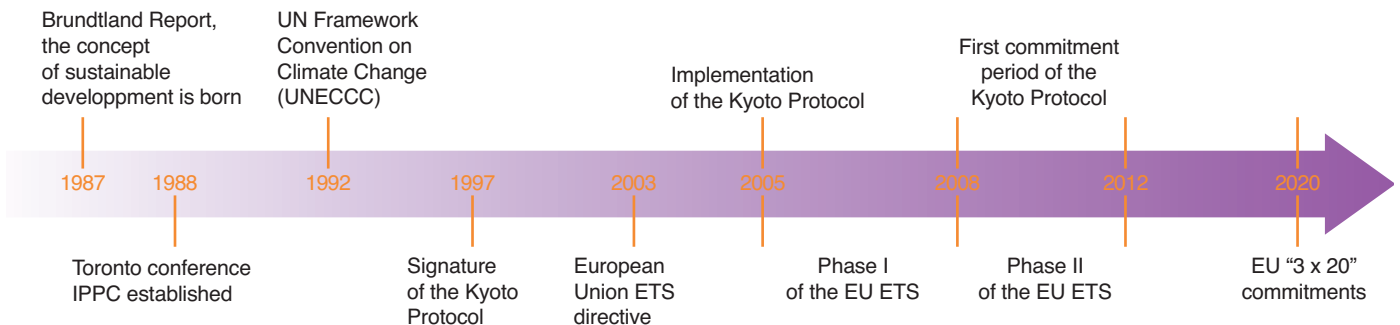 Brundtland Report,
the concept
of sustainable
developpment is born
UN Framework
Convention on
Climate Change
(UNECCC)
Implementation
of the Kyoto Protocol
First commitment
period of the
Kyoto Protocol
1987
1988
1992
1997
2003
2005
2008
2012
2020
Toronto conference
IPPC established
Signature
of the Kyoto
Protocol
European
Union ETS
directive
Phase I
of the EU ETS
Phase II
of the EU ETS
EU “3 x 20”
commitments